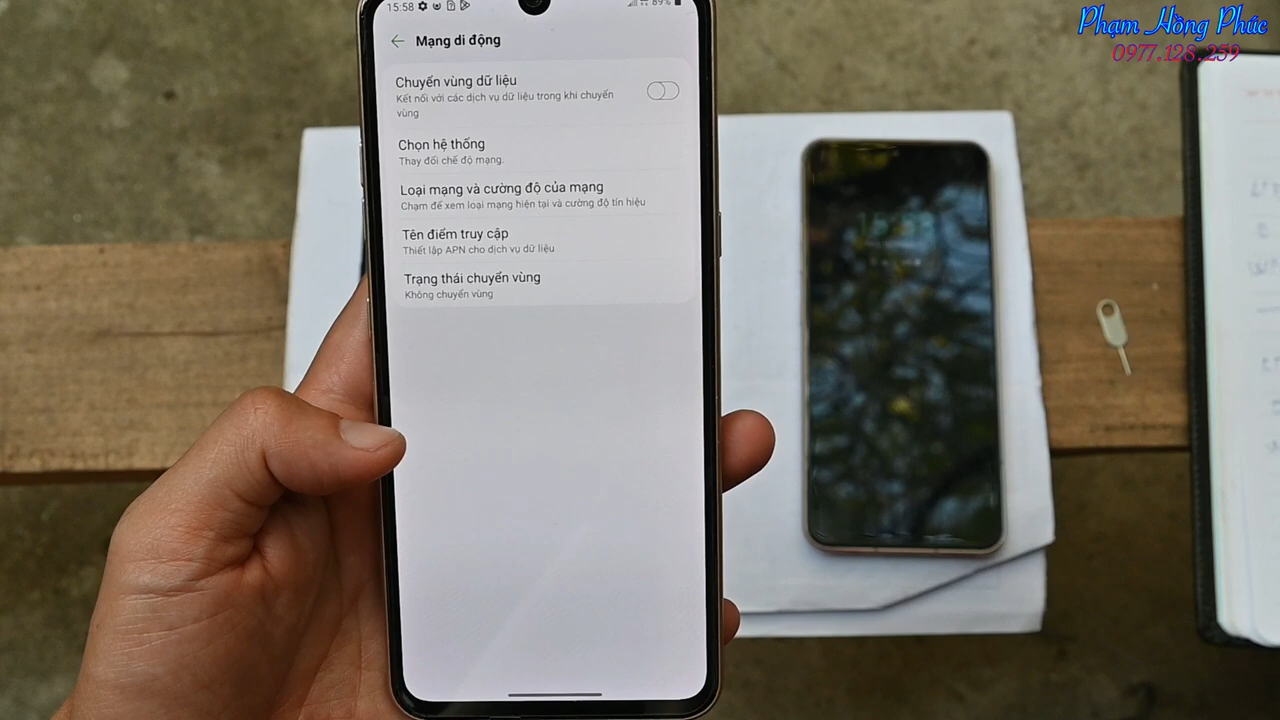 Phạm Hồng Phúc
0977.128.259
15:58
89%
Mạng di động
Chuyển vùng dữ liệu
Kết nối với các dịch vụ dữ liệu trong khi chuyển
vùng
Chọn hệ thống
Thay đổi chế độ mạng.
Loại mạng và cường độ của mạng
Chạm để xem loại mạng hiện tại và cường độ tín hiệu
Tên điểm truy cập
Thiết lập APN cho dịch vụ dữ liệu
Trạng thái chuyển vùng
Không chuyển vùng